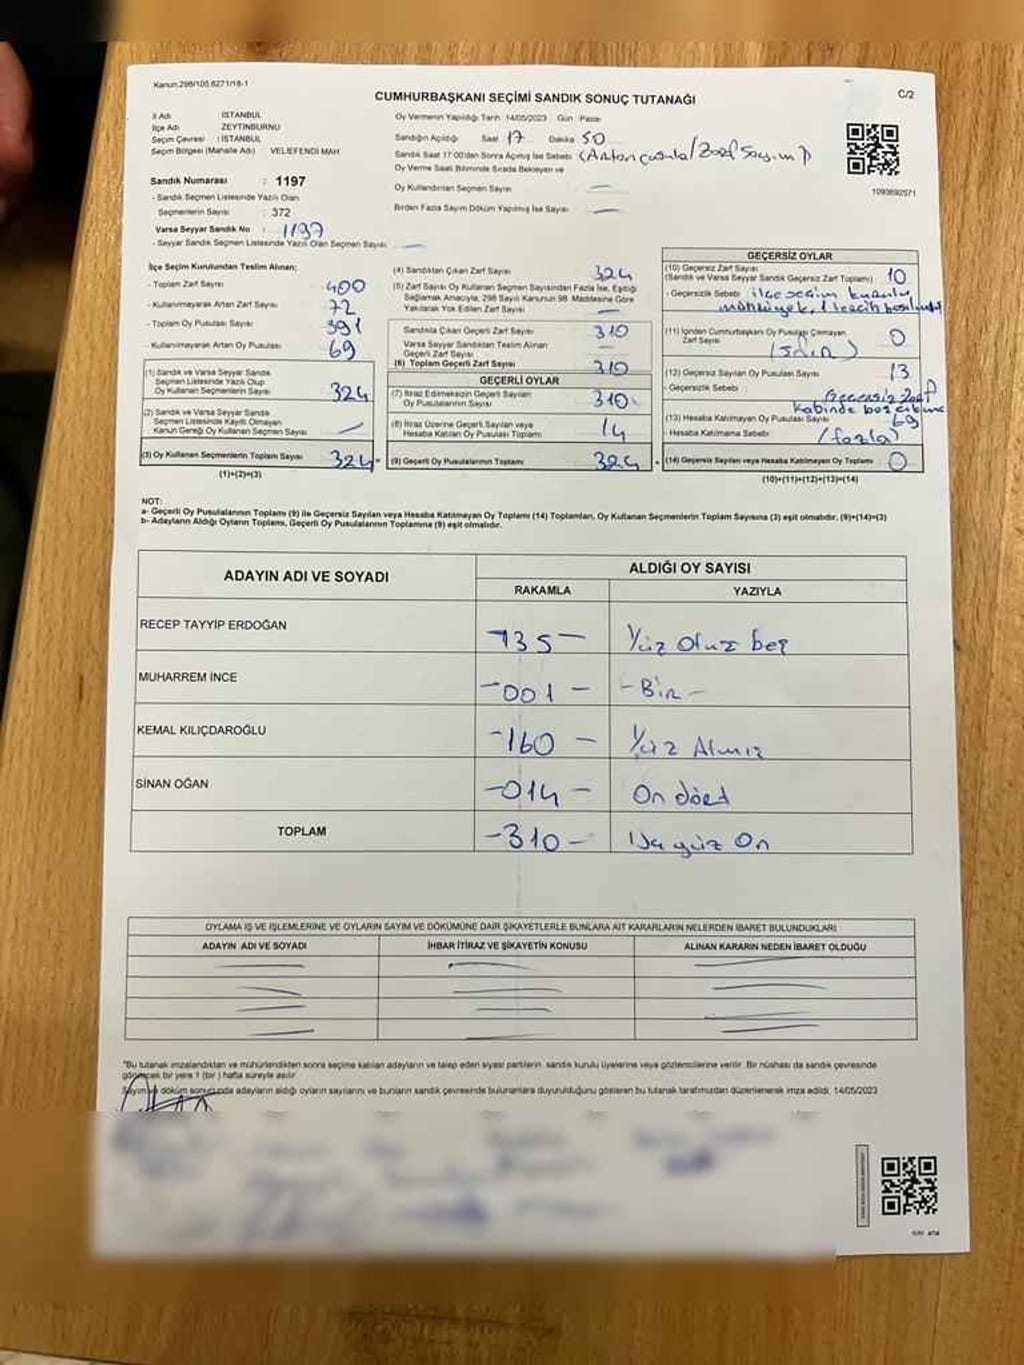 Kanun:298/105.6271/18-1
CUMHURBAŞKANI SEÇİMİ SANDIK SONUÇ TUTANAĞI
C/2
İl Adı İSTANBUL
İlçe Adı ZEYTİNBURNU
Seçim Çevresi : İSTANBUL
Seçim Bölgesi (Mahalle Adı) VELİEFENDİ MAH.
Oy Vermenin Yapıldığı Tarih 14/05/2023 Gün Pazar
Sandığın Açıldığı Saat 17 Dakika 50
Sandık Saat 17:00'den Sonra Açılmış İse Sebebi
Oy Verme Saati Bitiminde Sırada Bekleyen ve
Oy Kullandırılan Seçmen Sayısı —
Birden Fazla Sayım Döküm Yapılmış İse Sayısı —
1093692571
Sandık Numarası : 1197
- Sandık Seçmen Listesinde Yazılı Olan
Seçmenlerin Sayısı : 372
Varsa Seyyar Sandık No : 1197
- Seyyar Sandık Seçmen Listesinde Yazılı Olan Seçmen Sayısı —
İlçe Seçim Kurulundan Teslim Alınan;
- Toplam Zarf Sayısı 400
- Kullanılmayarak Artan Zarf Sayısı 72
- Toplam Oy Pusulası Sayısı 391
- Kullanılmayarak Artan Oy Pusulası 69
(1) Sandık ve Varsa Seyyar Sandık
Seçmen Listesinde Yazılı Olup
Oy Kullanan Seçmenlerin Sayısı 324
(2) Sandık ve Varsa Seyyar Sandık
Seçmen Listesinde Kayıtlı Olmayan
Kanun Gereği Oy Kullanan Seçmen Sayısı —
(3) Oy Kullanan Seçmenlerin Toplam Sayısı 324 =
(1)+(2)=(3)
(4) Sandıktan Çıkan Zarf Sayısı 324
(5) Zarf Sayısı Oy Kullanan Seçmen Sayısından Fazla İse, Eşitliği
Sağlamak Amacıyla, 298 Sayılı Kanunun 98. Maddesine Göre
Yakılarak Yok Edilen Zarf Sayısı —
Sandıkta Çıkan Geçerli Zarf Sayısı 310
Varsa Seyyar Sandıktan Teslim Alınan
Geçerli Zarf Sayısı —
(6) Toplam Geçerli Zarf Sayısı 310
GEÇERLİ OYLAR
(7) İtiraz Edilmeksizin Geçerli Sayılan
Oy Pusulalarının Sayısı 310
(8) İtiraz Üzerine Geçerli Sayılan veya
Hesaba Katılan Oy Pusulası Toplamı 14
(9) Geçerli Oy Pusulalarının Toplamı 324
GEÇERSİZ OYLAR
(10) Geçersiz Zarf Sayısı
(Sandık ve Varsa Seyyar Sandık Geçersiz Zarf Toplamı) 10
- Geçersizlik Sebebi: ilçe seçim kurulu
(11) İçinden Cumhurbaşkanı Oy Pusulası Çıkmayan
Zarf Sayısı 0
(sıfır)
(12) Geçersiz Sayılan Oy Pusulası Sayısı 13
- Geçersizlik Sebebi : Geçersiz Zarf
Kabinde boş
(13) Hesaba Katılmayan Oy Pusulası Sayısı 69
- Hesaba Katılmama Sebebi : (fazla)
(14) Geçersiz Sayılan veya Hesaba Katılmayan Oy Toplamı 0
(10)+(11)+(12)+(13)=(14)
NOT:
a- Geçerli Oy Pusulalarının Toplamı (9) ile Geçersiz Sayılan veya Hesaba Katılmayan Oy Toplamı (14) Toplamları, Oy Kullanan Seçmenlerin Toplam Sayısına (3) eşit olmalıdır. (9)+(14)=(3)
b- Adayların Aldığı Oyların Toplamı, Geçerli Oy Pusulalarının Toplamına (9) eşit olmalıdır.
ADAYIN ADI VE SOYADI
ALDIĞI OY SAYISI
RAKAMLA YAZIYLA
RECEP TAYYİP ERDOĞAN 135 — Yüz Otuz beş
MUHARREM İNCE — 001 — — Bir —
KEMAL KILIÇDAROĞLU — 160 — Yüz Atmış
SİNAN OĞAN — 014 — On dört
TOPLAM — 310 — Üç yüz On
OYLAMA İŞ VE İŞLEMLERİNE VE OYLARIN SAYIM VE DÖKÜMÜNE DAİR ŞİKAYETLERLE BUNLARA AİT KARARLARIN NELERDEN İBARET BULUNDUKLARI
ADAYIN ADI VE SOYADI İHBAR İTİRAZ VE ŞİKAYETİN KONUSU ALINAN KARARIN NEDEN İBARET OLDUĞU
*Bu tutanak imzalandıktan ve mühürlendikten sonra seçime katılan adayların ve talep eden siyasi partilerin, sandık kurulu üyelerine veya gözlemcilerine verilir. Bir nüshası da sandık çevresinde
görülecek bir yere 1 (bir) hafta süreyle asılır.
Sayım ve döküm sonucunda adayların aldığı oyların sayılarını ve bunların sandık çevresinde bulunanlara duyurulduğunu gösteren bu tutanak tarafımızdan düzenlenerek imza edildi. 14/05/2023